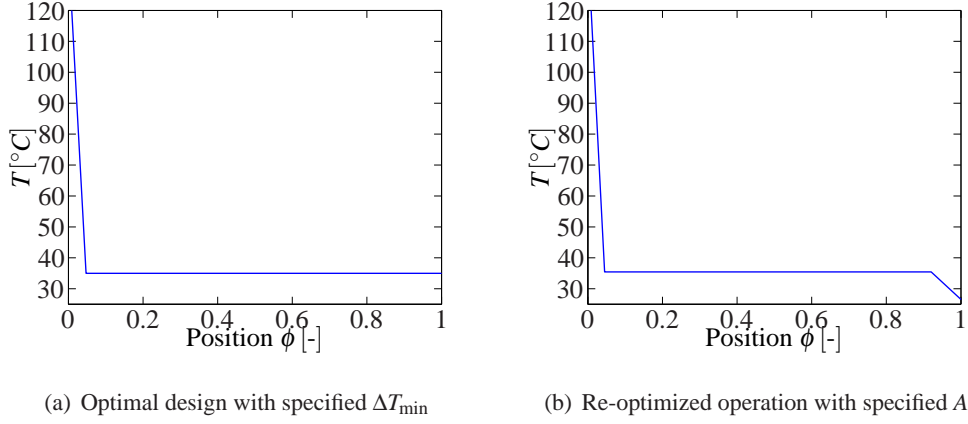 120
110
100
90
80
70
60
50
40
30
T [°C]
0 0.2 0.4 0.6 0.8 1
Position ϕ [-]
(a) Optimal design with specified ΔT_min
120
110
100
90
80
70
60
50
40
30
T [°C]
0 0.2 0.4 0.6 0.8 1
Position ϕ [-]
(b) Re-optimized operation with specified A